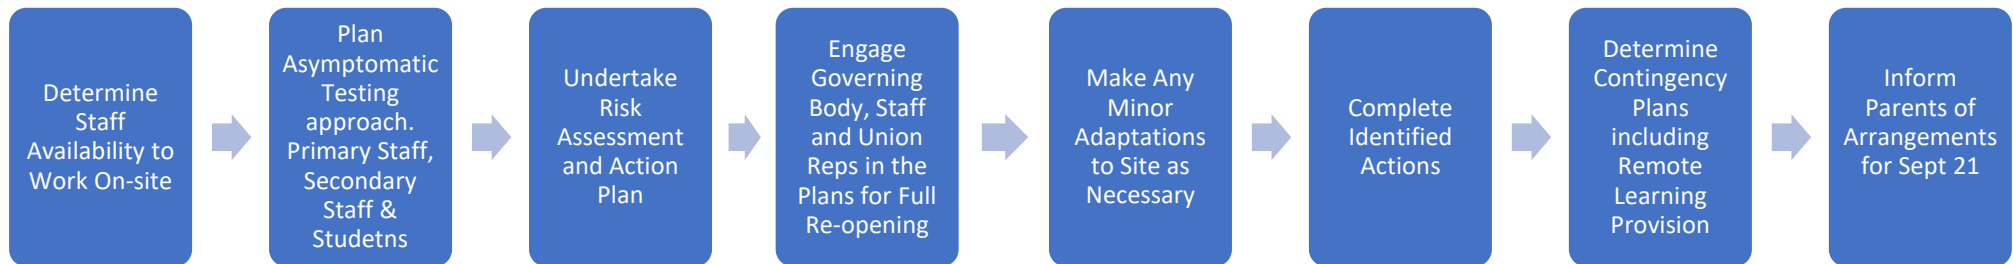 Determine
Staff
Availability to
Work On-site
Plan
Asymptomatic
Testing
approach.
Primary Staff,
Secondary
Staff &
Studetns
Undertake
Risk
Assessment
and Action
Plan
Engage
Governing
Body, Staff
and Union
Reps in the
Plans for Full
Re-opening
Make Any
Minor
Adaptations
to Site as
Necessary
Complete
Identified
Actions
Determine
Contingency
Plans
including
Remote
Learning
Provision
Inform
Parents of
Arrangements
for Sept 21